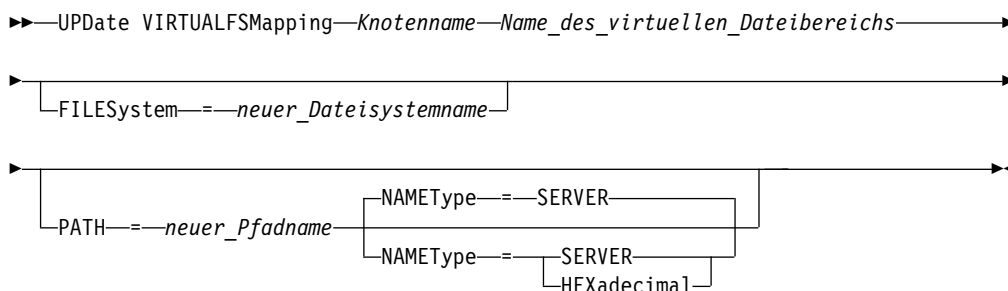 UPDate VIRTUALFSMapping Knotenname Name_des_virtuellen_Dateibereichs
FILESystem = neuer_Dateisystemname
NAMEType = SERVER
PATH = neuer_Pfadname
NAMEType = SERVER
HEXadecimal